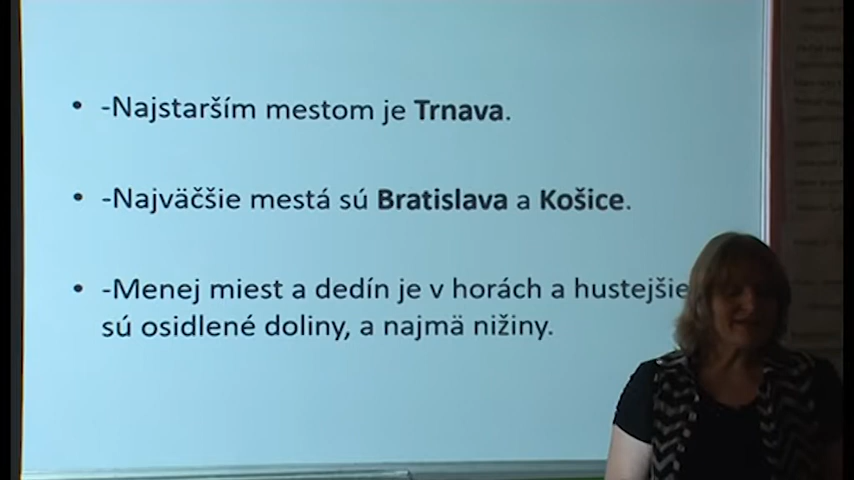 • -Najstarším mestom je Trnava.
• -Najväčšie mestá sú Bratislava a Košice.
• -Menej miest a dedín je v horách a hustejšie
sú osidlené doliny, a najmä nižiny.